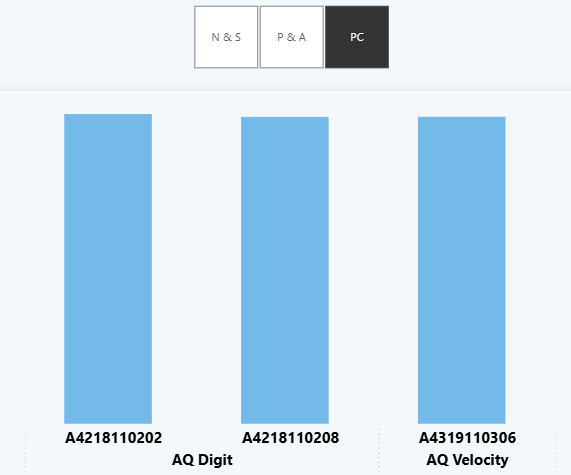 N & S P & A PC
A4218110202 A4218110208 A4319110306
AQ Digit AQ Velocity